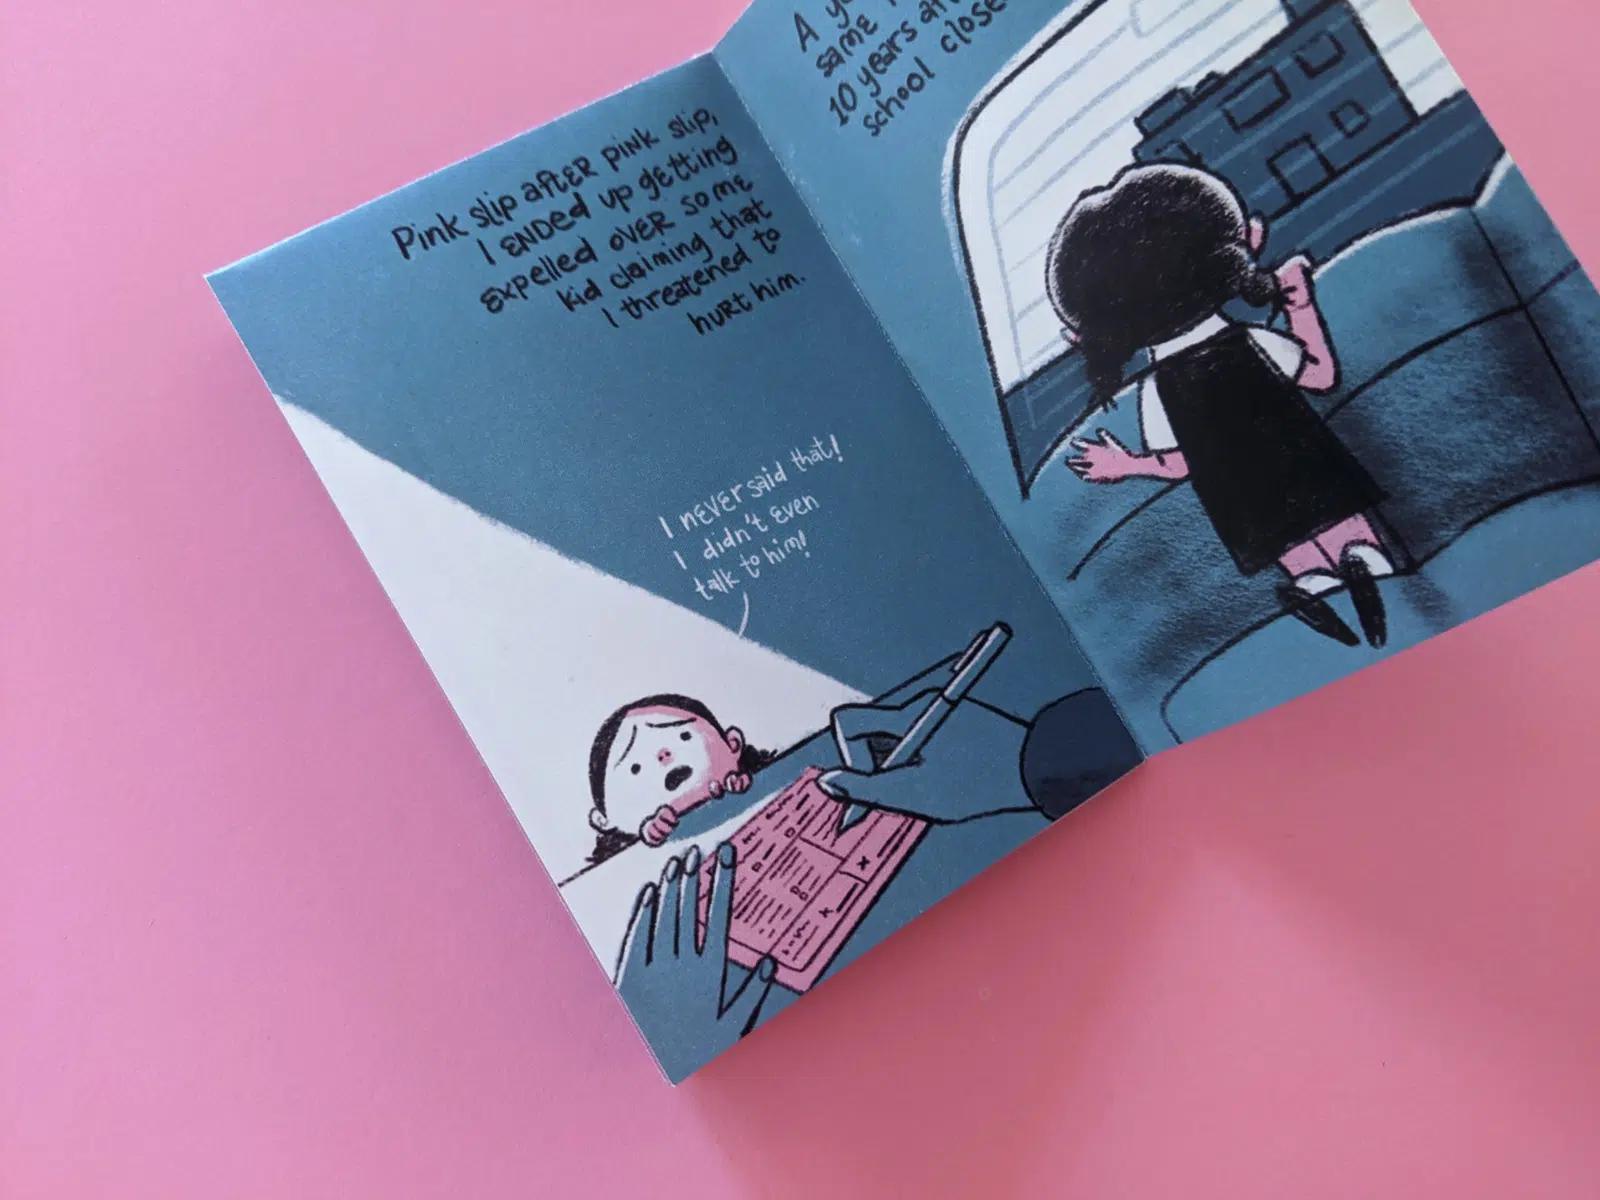 Pink slip after pink slip,
I ENDED up getting
expelled over some
kid claiming that
I threatened to
hurt him.
I never said that!
I didn't even
talk to him!
A
same
10 years
school close